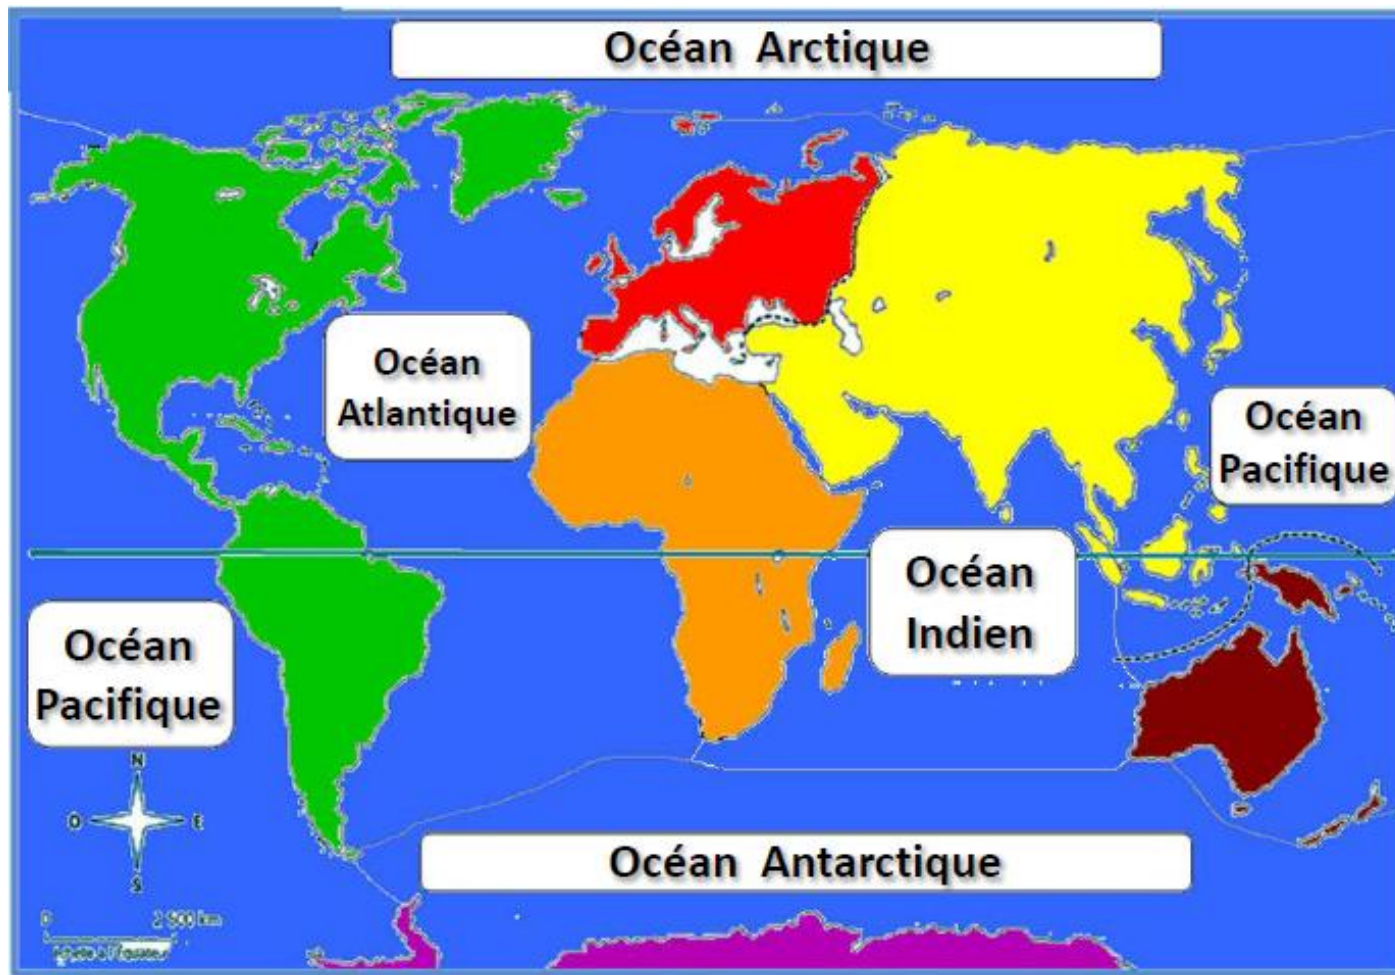 Océan Arctique
Océan
Atlantique
Océan
Pacifique
Océan
Indien
Océan
Pacifique
N
O E
S
Océan Antarctique
0 2 500 km